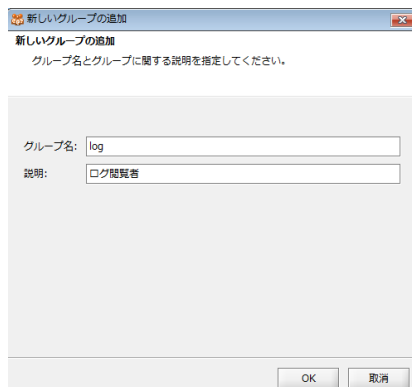 新しいグループの追加
新しいグループの追加
グループ名とグループに関する説明を指定してください。
グループ名: log
説明: ログ閲覧者
OK 取消